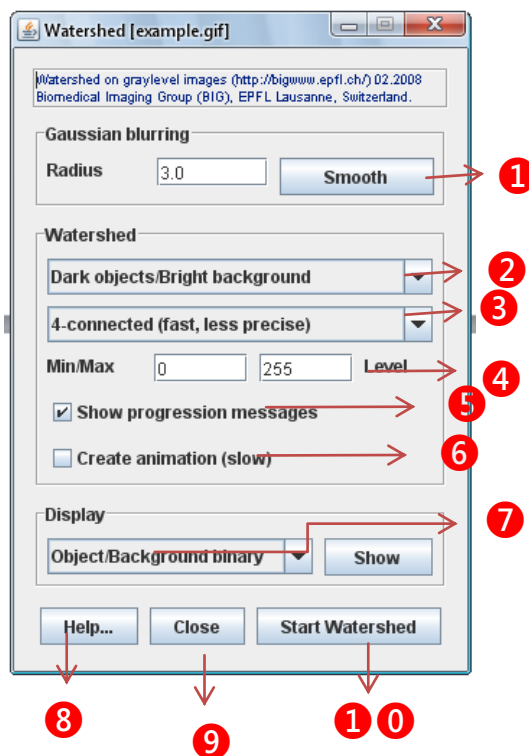 Watershed [example.gif]
Watershed on graylevel images (http://bigwww.epfl.ch/) 02.2008
Biomedical Imaging Group (BIG), EPFL Lausanne, Switzerland.
Gaussian blurring
Radius 3.0 Smooth 1
Watershed
Dark objects/Bright background 2
4-connected (fast, less precise) 3
Min/Max 0 255 Level 4
Show progression messages 5
Create animation (slow) 6
Display 7
Object/Background binary Show
Help... Close Start Watershed
8 9 1 0